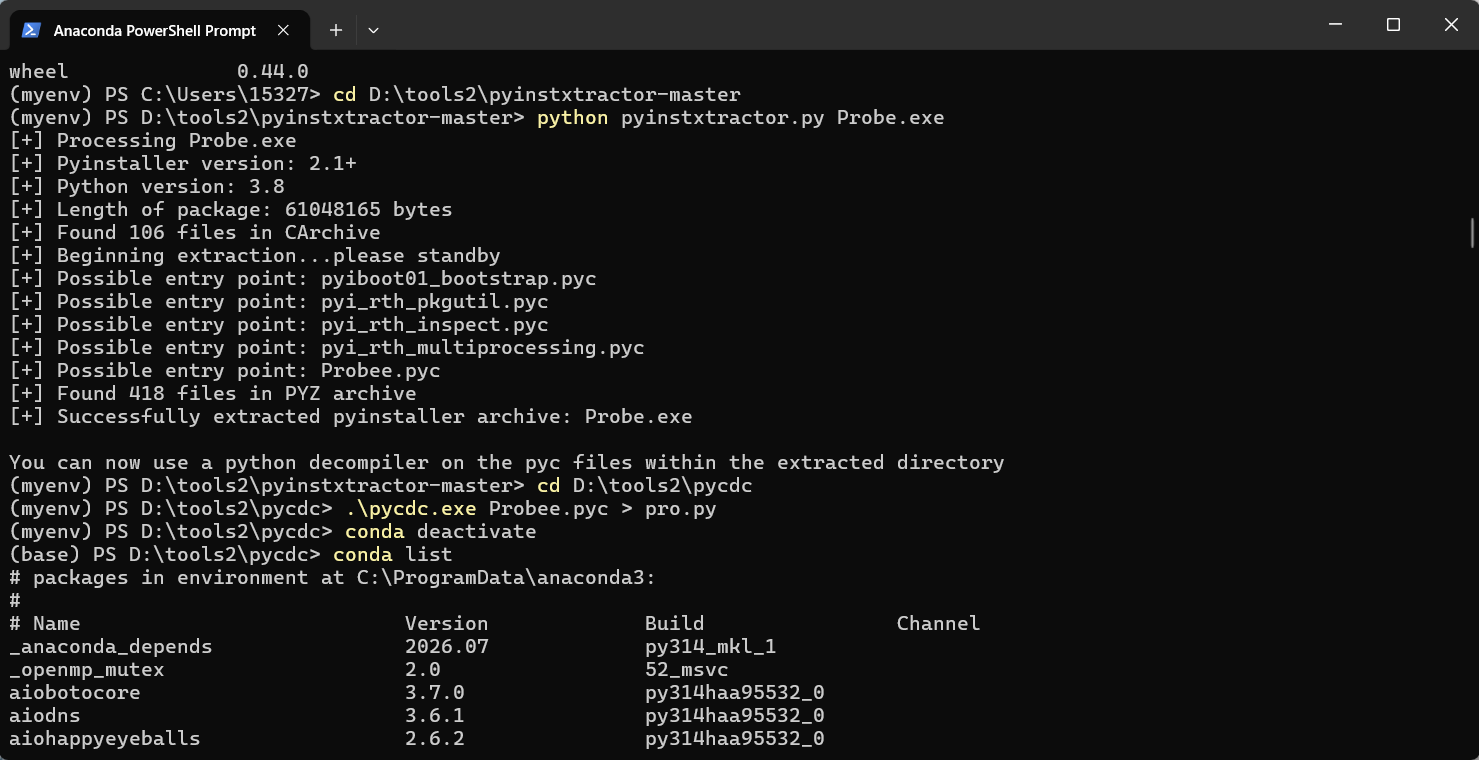 Anaconda PowerShell Prompt
wheel 0.44.0
(myenv) PS C:\Users\15327> cd D:\tools2\pyinstxtractor-master
(myenv) PS D:\tools2\pyinstxtractor-master> python pyinstxtractor.py Probe.exe
[+] Processing Probe.exe
[+] Pyinstaller version: 2.1+
[+] Python version: 3.8
[+] Length of package: 61048165 bytes
[+] Found 106 files in CArchive
[+] Beginning extraction...please standby
[+] Possible entry point: pyiboot01_bootstrap.pyc
[+] Possible entry point: pyi_rth_pkgutil.pyc
[+] Possible entry point: pyi_rth_inspect.pyc
[+] Possible entry point: pyi_rth_multiprocessing.pyc
[+] Possible entry point: Probee.pyc
[+] Found 418 files in PYZ archive
[+] Successfully extracted pyinstaller archive: Probe.exe
You can now use a python decompiler on the pyc files within the extracted directory
(myenv) PS D:\tools2\pyinstxtractor-master> cd D:\tools2\pycdc
(myenv) PS D:\tools2\pycdc> .\pycdc.exe Probee.pyc > pro.py
(myenv) PS D:\tools2\pycdc> conda deactivate
(base) PS D:\tools2\pycdc> conda list
# packages in environment at C:\ProgramData\anaconda3:
#
# Name Version Build Channel
_anaconda_depends 2026.07 py314_mkl_1
_openmp_mutex 2.0 52_msvc
aiobotocore 3.7.0 py314haa95532_0
aiodns 3.6.1 py314haa95532_0
aiohappyeyeballs 2.6.2 py314haa95532_0